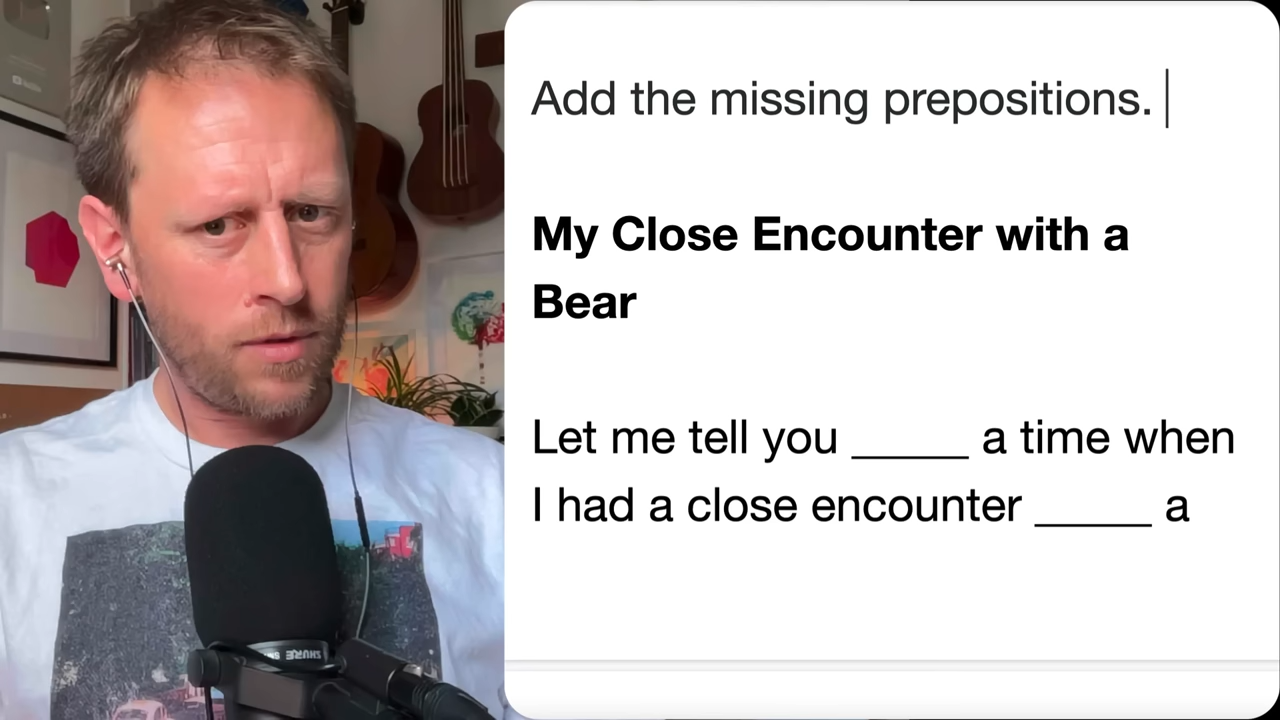 Add the missing prepositions.
My Close Encounter with a
Bear
Let me tell you _____ a time when
I had a close encounter _____ a
SHURE